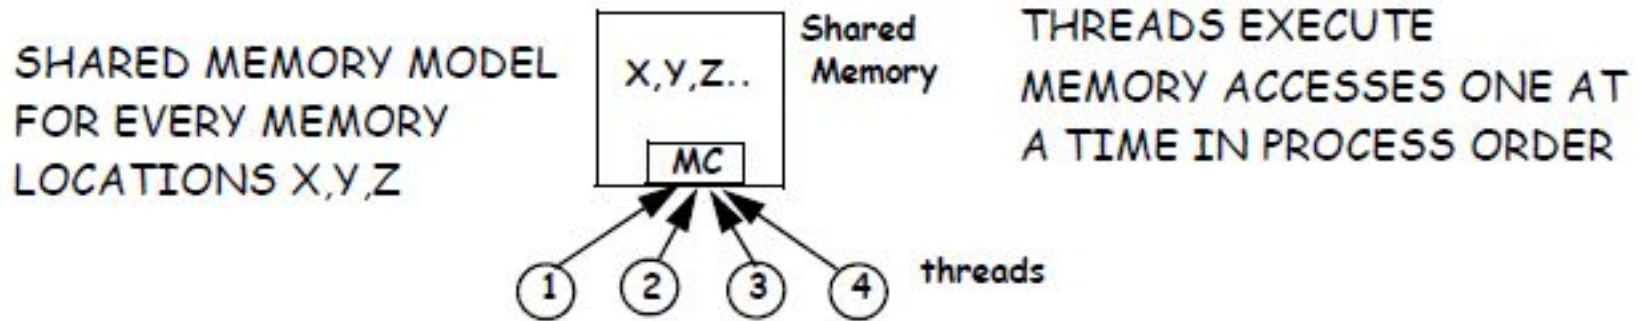 SHARED MEMORY MODEL
FOR EVERY MEMORY
LOCATIONS X,Y,Z
X,Y,Z..
MC
Shared
Memory
THREADS EXECUTE
MEMORY ACCESSES ONE AT
A TIME IN PROCESS ORDER
1 2 3 4 threads